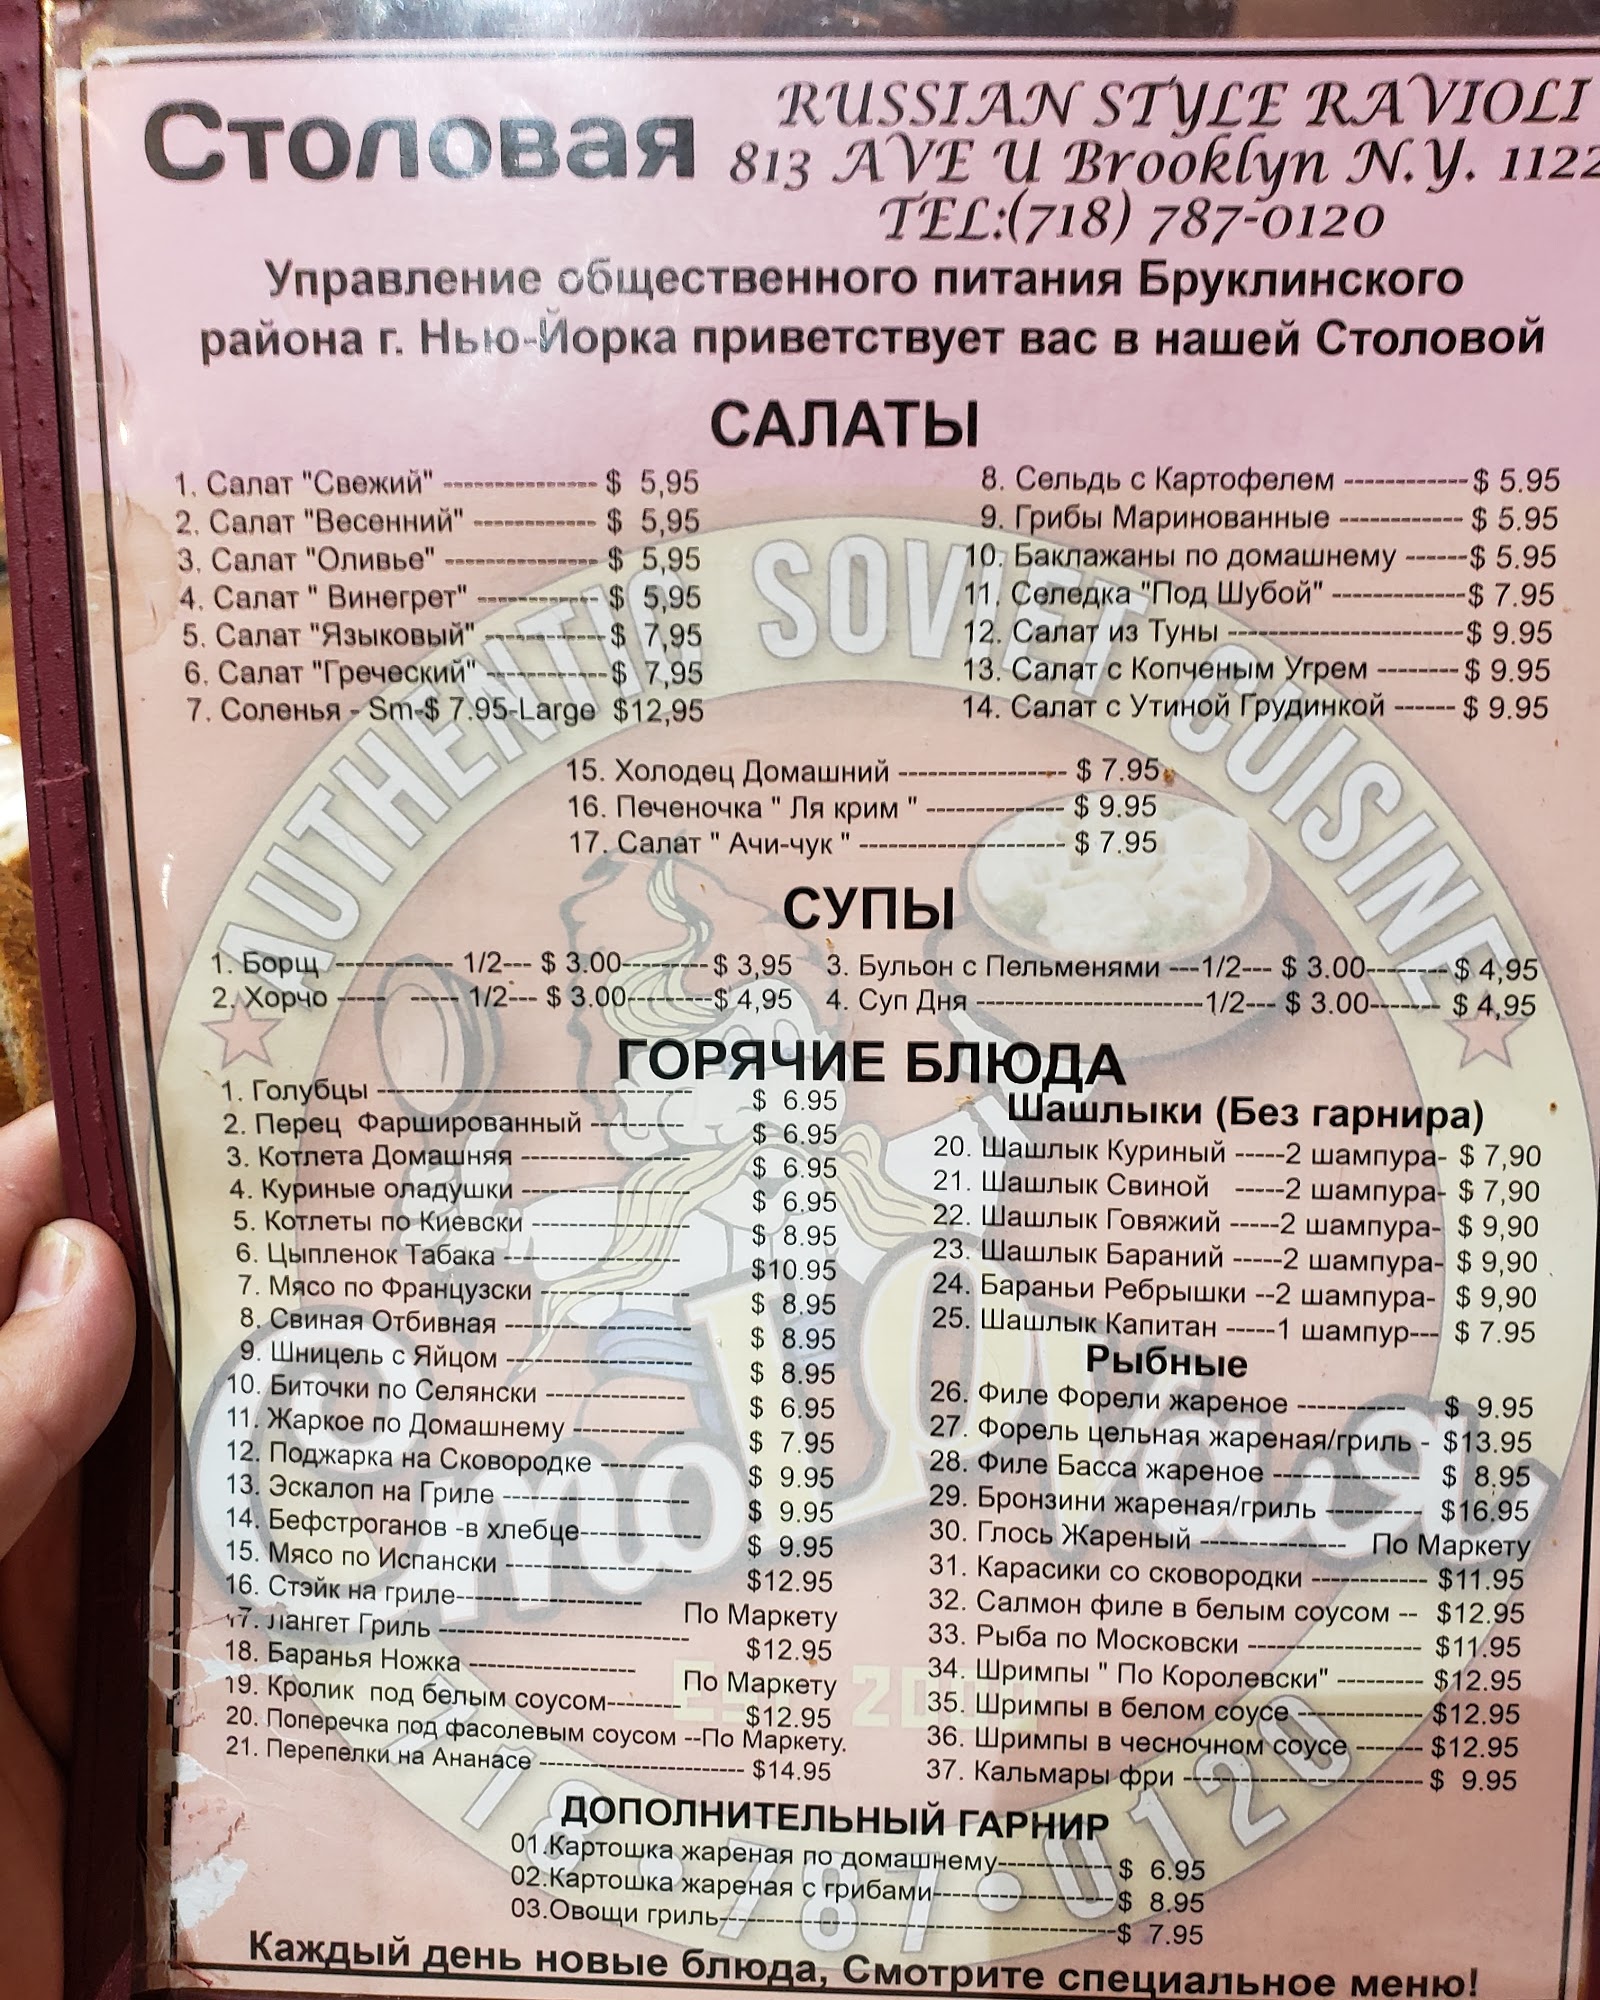 Столовая
RUSSIAN STYLE RAVIOLI
813 AVE U Brooklyn N.Y. 1122
TEL:(718) 787-0120
Управление общественного питания Бруклинского
района г. Нью-Йорка приветствует вас в нашей Столовой
САЛАТЫ
1. Салат "Свежий" --------------- $ 5,95
2. Салат "Весенний" ------------ $ 5,95
3. Салат "Оливье" --------------- $ 5,95
4. Салат " Винегрет" ------------ $ 5,95
5. Салат "Языковый" ------------ $ 7,95
6. Салат "Греческий" ------------ $ 7,95
7. Соленья - Sm-$ 7.95-Large $12,95
8. Сельдь с Картофелем ------------ $ 5.95
9. Грибы Маринованные ------------ $ 5.95
10. Баклажаны по домашнему ------ $ 5.95
11. Селедка "Под Шубой" ------------- $ 7.95
12. Салат из Туны ----------------------- $ 9.95
13. Салат с Копченым Угрем -------- $ 9.95
14. Салат с Утиной Грудинкой ------ $ 9.95
15. Холодец Домашний ----------------- $ 7.95
16. Печеночка " Ля крим " -------------- $ 9.95
17. Салат " Ачи-чук " --------------------- $ 7.95
СУПЫ
1. Борщ ------------ 1/2--- $ 3.00---------$ 3,95
2. Хорчо ----- ----- 1/2--- $ 3.00---------$ 4,95
3. Бульон с Пельменями ---1/2--- $ 3.00--------$ 4,95
4. Суп Дня -----------------------1/2--- $ 3.00------- $ 4,95
ГОРЯЧИЕ БЛЮДА
1. Голубцы -------------------------------- $ 6.95
2. Перец Фаршированный ---------- $ 6.95
3. Котлета Домашняя ----------------- $ 6.95
4. Куриные оладушки ----------------- $ 6.95
5. Котлеты по Киевски ---------------- $ 8.95
6. Цыпленок Табака ------------------ $10.95
7. Мясо по Французски --------------- $ 8.95
8. Свиная Отбивная ------------------- $ 8.95
9. Шницель с Яйцом ------------------- $ 8.95
10. Биточки по Селянски -------------- $ 6.95
11. Жаркое по Домашнему ----------- $ 7.95
12. Поджарка на Сковородке --------- $ 9.95
13. Эскалоп на Гриле ------------------- $ 9.95
14. Бефстроганов -в хлебце------------- $ 9.95
15. Мясо по Испански ------------------- $12.95
16. Стэйк на гриле------------------- По Маркету
17. Лангет Гриль -------------------------- $12.95
18. Баранья Ножка ----------------- По Маркету
19. Кролик под белым соусом-------- $12.95
20. Поперечка под фасолевым соусом --По Маркету.
21. Перепелки на Ананасе --------------------- $14.95
Шашлыки (Без гарнира)
20. Шашлык Куриный -----2 шампура- $ 7,90
21. Шашлык Свиной -----2 шампура- $ 7,90
22. Шашлык Говяжий -----2 шампура- $ 9,90
23. Шашлык Бараний -----2 шампура- $ 9,90
24. Бараньи Ребрышки --2 шампура- $ 9,90
25. Шашлык Капитан -----1 шампур--- $ 7.95
Рыбные
26. Филе Форели жареное ----------- $ 9.95
27. Форель цельная жареная/гриль - $13.95
28. Филе Басса жареное --------------- $ 8.95
29. Бронзини жареная/гриль ---------- $16.95
30. Глось Жареный --------------- По Маркету
31. Карасики со сковородки ------------ $11.95
32. Салмон филе в белым соусом -- $12.95
33. Рыба по Московски ------------------ $11.95
34. Шримпы " По Королевски" --------- $12.95
35. Шримпы в белом соусе ------------- $12.95
36. Шримпы в чесночном соусе ------- $12.95
37. Кальмары фри ------------------------- $ 9.95
ДОПОЛНИТЕЛЬНЫЙ ГАРНИР
01.Картошка жареная по домашнему------------ $ 6.95
02.Картошка жареная с грибами-------------------$ 8.95
03.Овощи гриль-----------------------------------------$ 7.95
Каждый день новые блюда, Смотрите специальное меню!
AUTHENTIC SOVIET CUISINE
СтоLOVая
718 • 787 • 0120